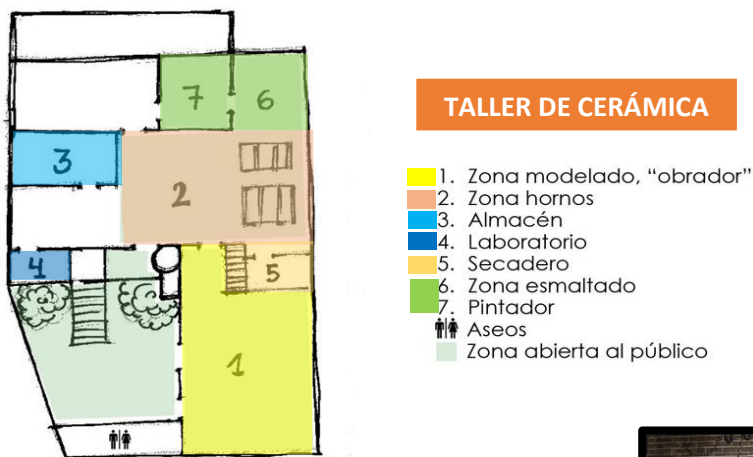 7
6
3
2
4
5
1
TALLER DE CERÁMICA
1. Zona modelado, “obrador”
2. Zona hornos
3. Almacén
4. Laboratorio
5. Secadero
6. Zona esmaltado
7. Pintador
Aseos
Zona abierta al público